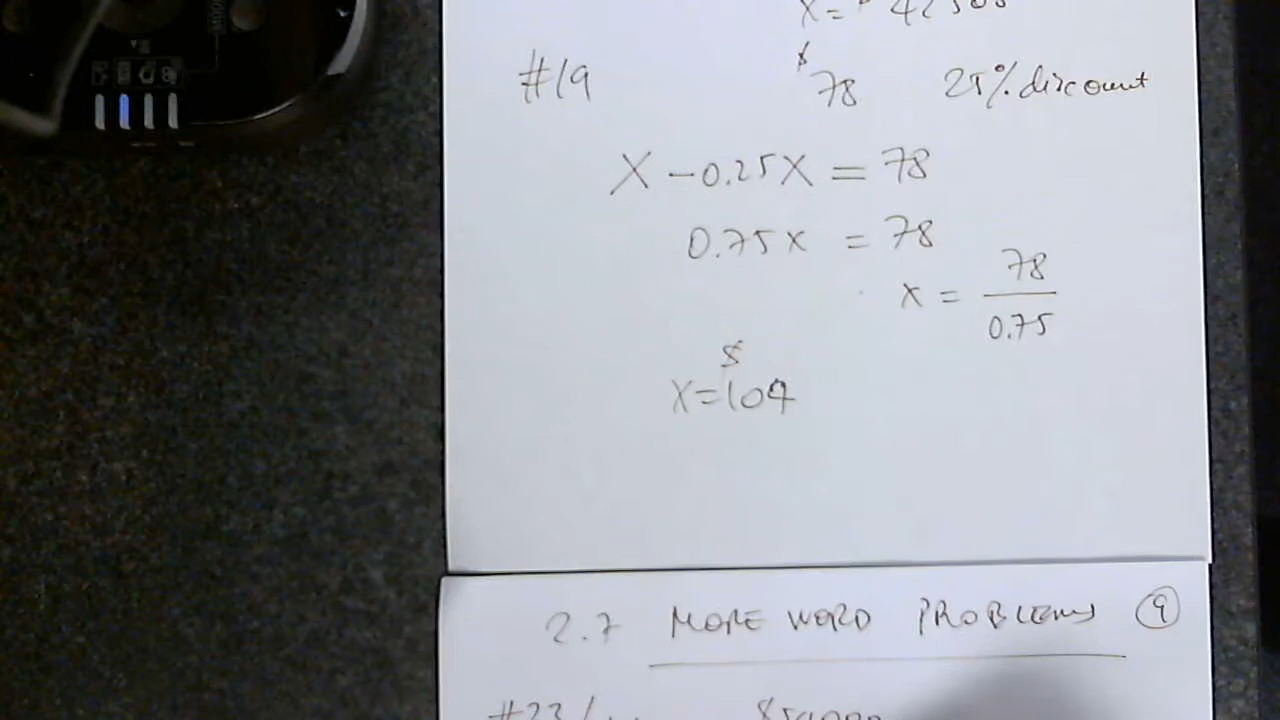 #19 $78 25% discount
X - 0.25X = 78
0.75x = 78
x = 78 / 0.75
x = $104
2.7 MORE WORD PROBLEMS 9